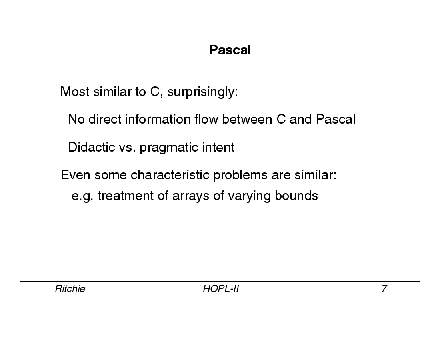 Pascal
Most similar to C, surprisingly:
No direct information flow between C and Pascal
Didactic vs. pragmatic intent
Even some characteristic problems are similar:
e.g. treatment of arrays of varying bounds
Ritchie HOPL-II 7